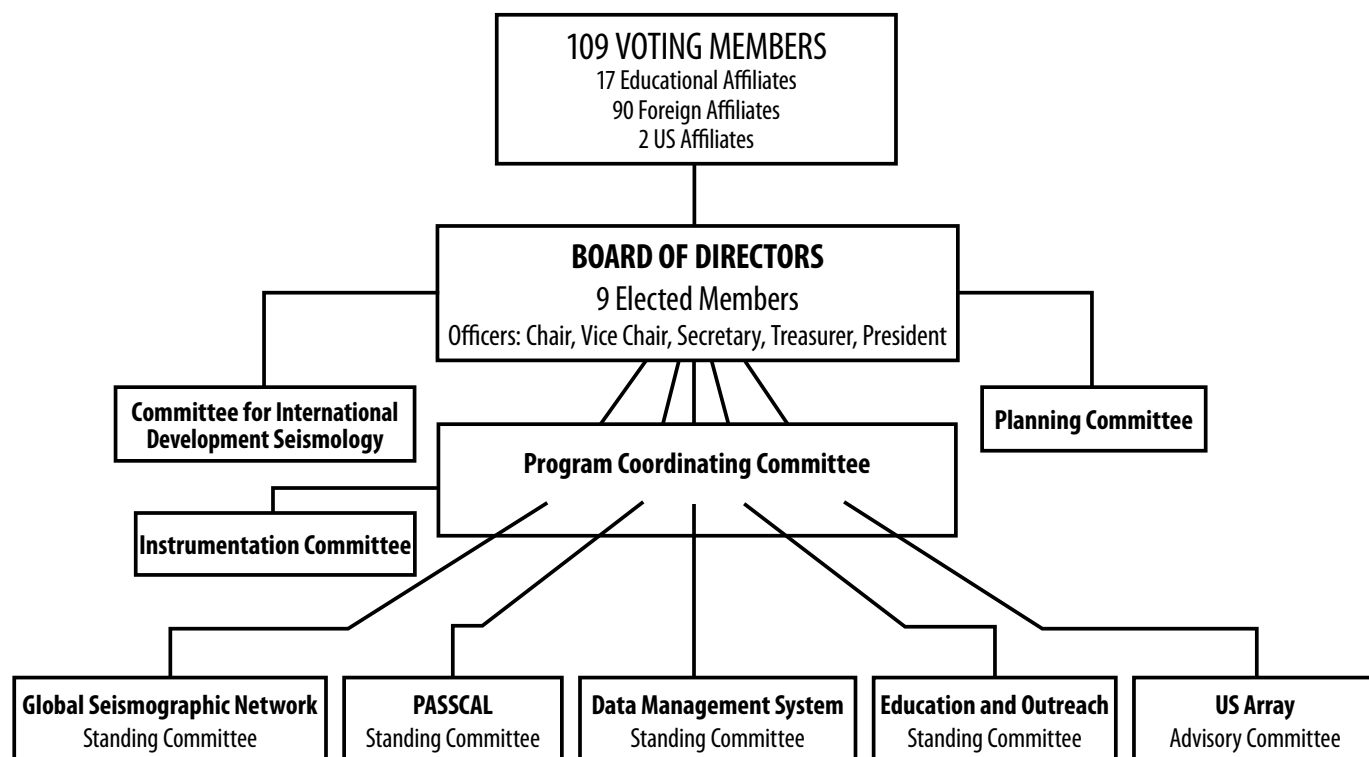 109 VOTING MEMBERS
17 Educational Affiliates
90 Foreign Affiliates
2 US Affiliates
BOARD OF DIRECTORS
9 Elected Members
Officers: Chair, Vice Chair, Secretary, Treasurer, President
Committee for International
Development Seismology
Planning Committee
Program Coordinating Committee
Instrumentation Committee
Global Seismographic Network
Standing Committee
PASSCAL
Standing Committee
Data Management System
Standing Committee
Education and Outreach
Standing Committee
US Array
Advisory Committee